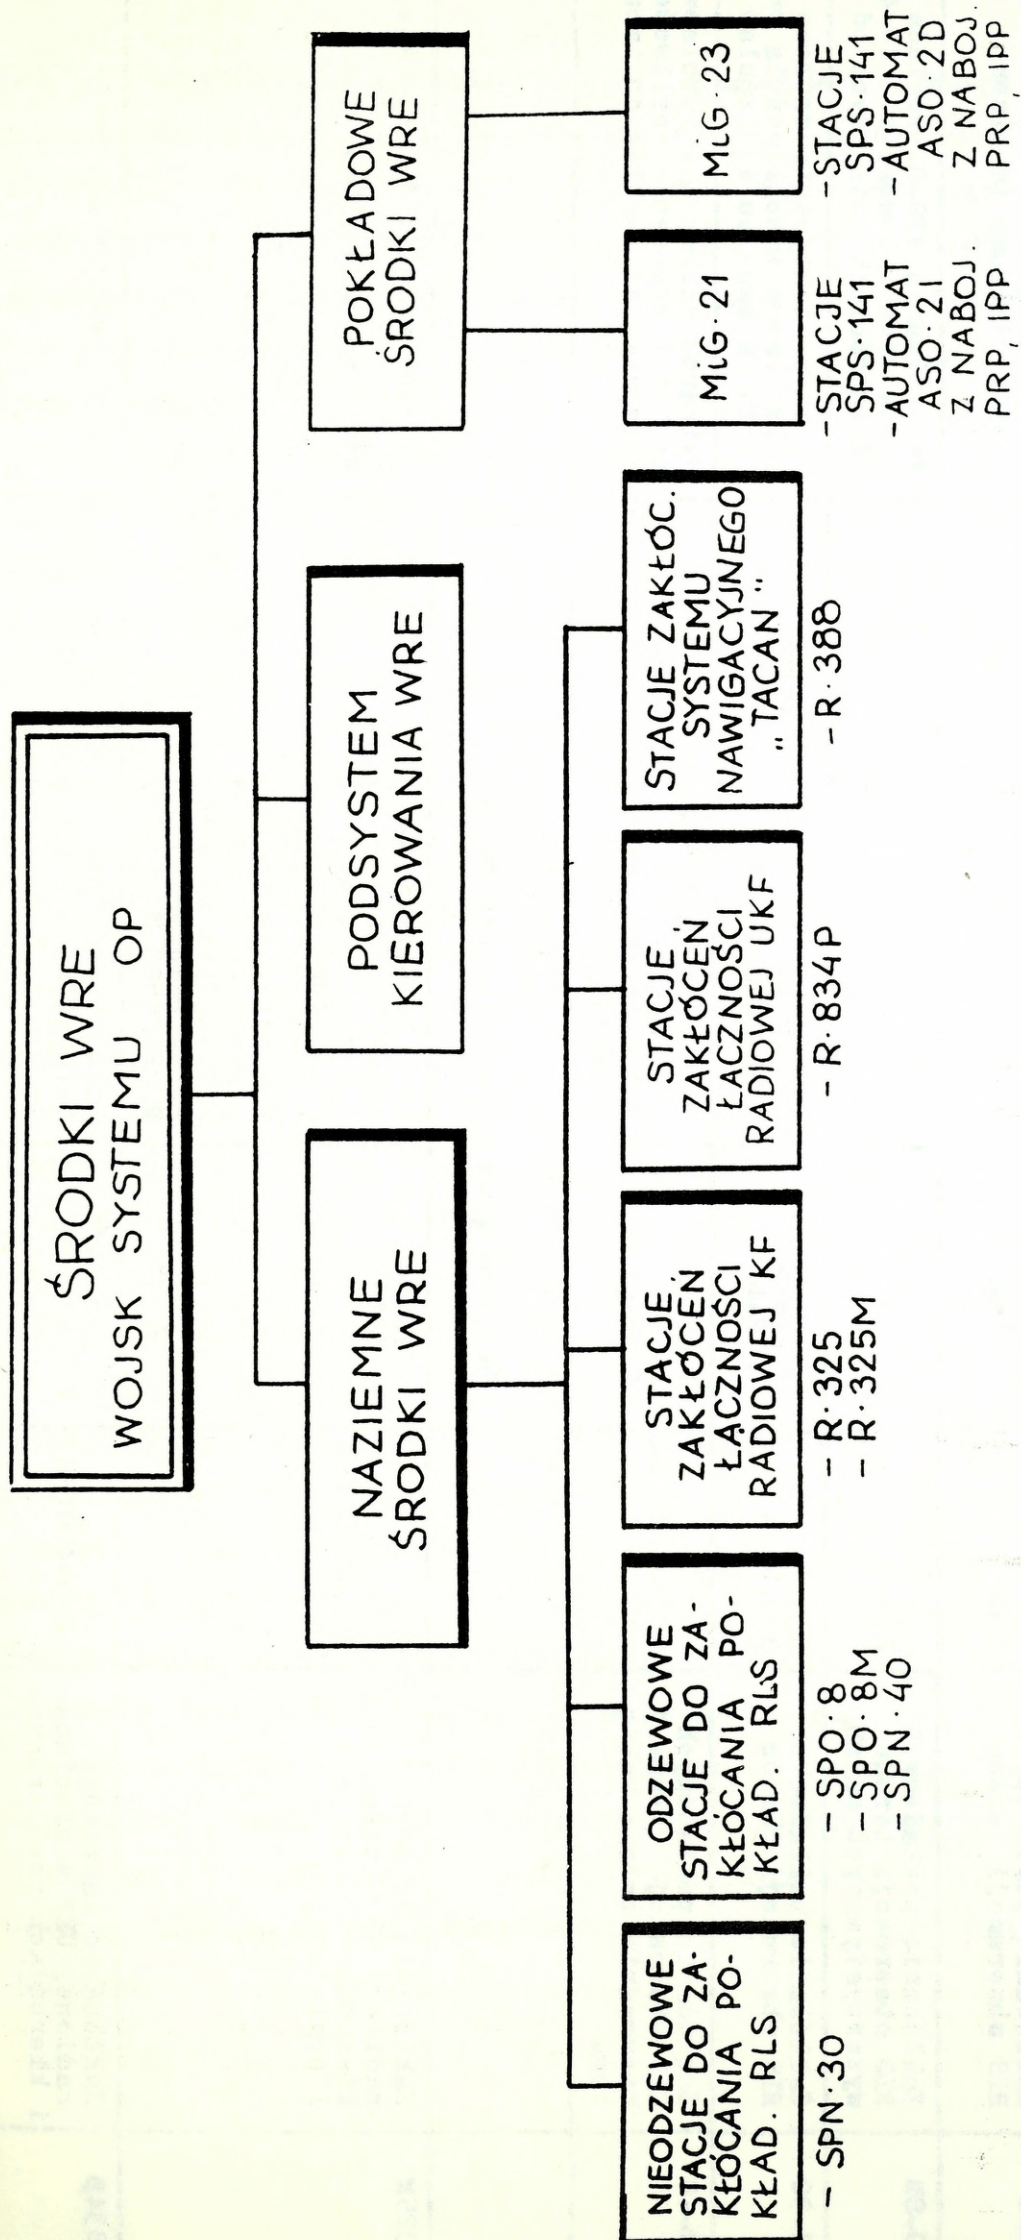 ŚRODKI WRE
WOJSK SYSTEMU OP
NAZIEMNE
ŚRODKI WRE
PODSYSTEM
KIEROWANIA WRE
POKŁADOWE
ŚRODKI WRE
NIEODZEWOWE
STACJE DO ZA-
KŁÓCANIA PO-
KŁAD. RLS
- SPN·30
ODZEWOWE
STACJE DO ZA-
KŁÓCANIA PO-
KŁAD. RLS
- SPO·8
- SPO·8M
- SPN·40
STACJE
ZAKŁÓCEŃ
ŁĄCZNOŚCI
RADIOWEJ KF
- R·325
- R·325M
STACJE
ZAKŁÓCEŃ
ŁACZNOŚCI
RADIOWEJ UKF
- R·834P
STACJE ZAKŁÓC.
SYSTEMU
NAWIGACYJNEGO
„TACAN"
- R·388
MiG·21
- STACJE
SPS·141
- AUTOMAT
ASO·2I
Z NABOJ.
PRP, IPP
MiG·23
- STACJE
SPS·141
- AUTOMAT
ASO·2D
Z NABOJ.
PRP, IPP